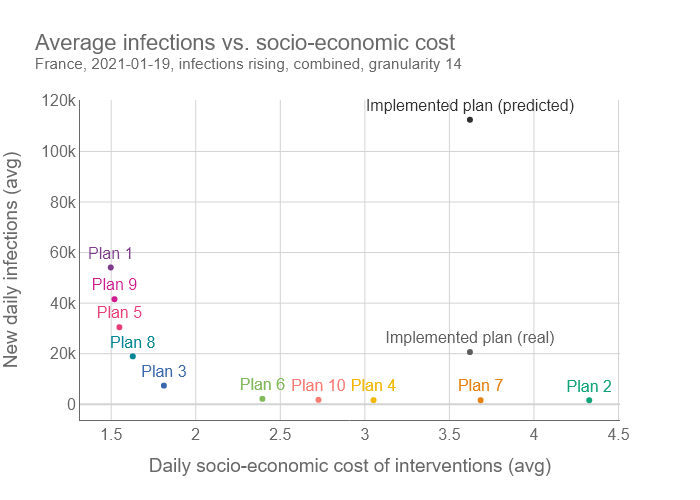 Average infections vs. socio-economic cost
France, 2021-01-19, infections rising, combined, granularity 14
120k
Implemented plan (predicted)
100k
80k
60k
Plan 1
Plan 9
40k
Plan 5
Plan 8
Implemented plan (real)
20k
Plan 3
Plan 6
Plan 10
Plan 4
Plan 7
Plan 2
0
1.5
2
2.5
3
3.5
4
4.5
New daily infections (avg)
Daily socio-economic cost of interventions (avg)